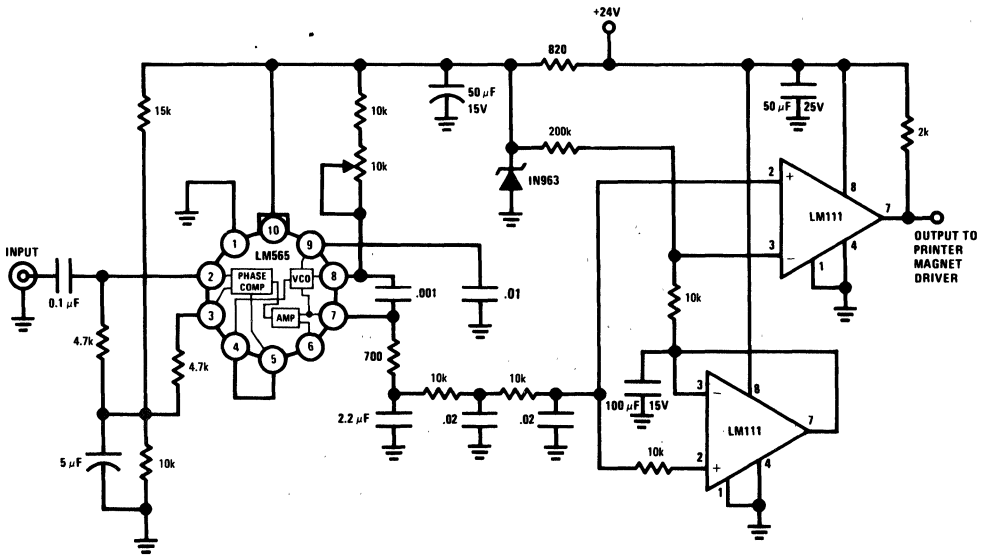 +24V
820
15k
10k
50 µF
15V
50 µF 25V
2k
10k
200k
IN963
2
+
8
LM111
7
3
−
4
1
OUTPUT TO
PRINTER
MAGNET
DRIVER
INPUT
0.1 µF
1
10
9
LM565
2
PHASE
COMP
VCO
8
3
AMP
7
4
5
6
.001
.01
4.7k
4.7k
700
10k
10k
10k
2.2 µF
.02
.02
100 µF 15V
3
−
8
LM111
7
10k
2
+
4
1
5 µF
10k